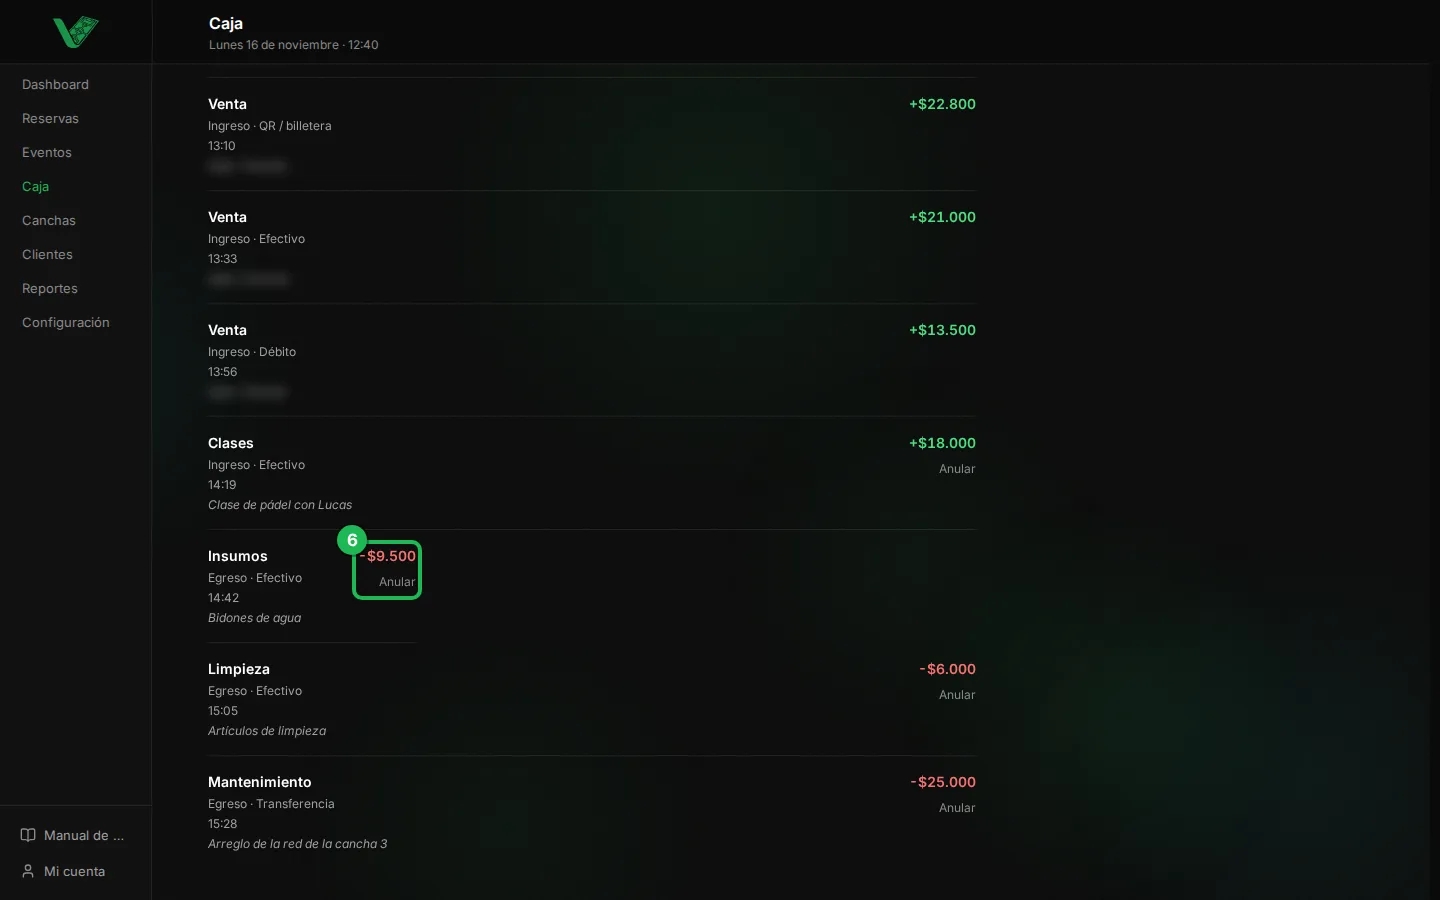 Caja
Lunes 16 de noviembre · 12:40
Dashboard
Reservas
Eventos
Caja
Canchas
Clientes
Reportes
Configuración
Manual de ...
Mi cuenta
Venta +$22.800
Ingreso · QR / billetera
13:10
Venta +$21.000
Ingreso · Efectivo
13:33
Venta +$13.500
Ingreso · Débito
13:56
Clases +$18.000
Ingreso · Efectivo Anular
14:19
Clase de pádel con Lucas
6
Insumos -$9.500
Egreso · Efectivo Anular
14:42
Bidones de agua
Limpieza -$6.000
Egreso · Efectivo Anular
15:05
Artículos de limpieza
Mantenimiento -$25.000
Egreso · Transferencia Anular
15:28
Arreglo de la red de la cancha 3